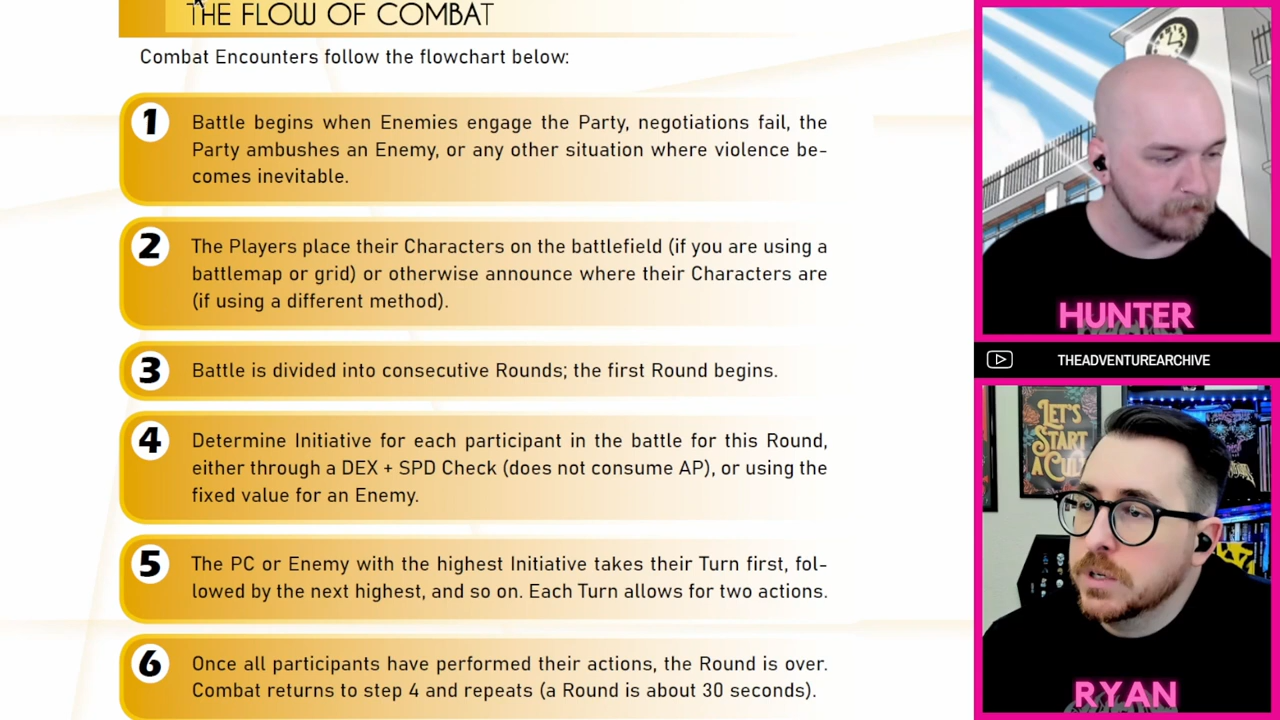 THE FLOW OF COMBAT
Combat Encounters follow the flowchart below:
1
Battle begins when Enemies engage the Party, negotiations fail, the
Party ambushes an Enemy, or any other situation where violence be-
comes inevitable.
2
The Players place their Characters on the battlefield (if you are using a
battlemap or grid) or otherwise announce where their Characters are
(if using a different method).
3
Battle is divided into consecutive Rounds; the first Round begins.
4
Determine Initiative for each participant in the battle for this Round,
either through a DEX + SPD Check (does not consume AP), or using the
fixed value for an Enemy.
5
The PC or Enemy with the highest Initiative takes their Turn first, fol-
lowed by the next highest, and so on. Each Turn allows for two actions.
6
Once all participants have performed their actions, the Round is over.
Combat returns to step 4 and repeats (a Round is about 30 seconds).
HUNTER
THEADVENTUREARCHIVE
LET'S
START
A CULT
RYAN